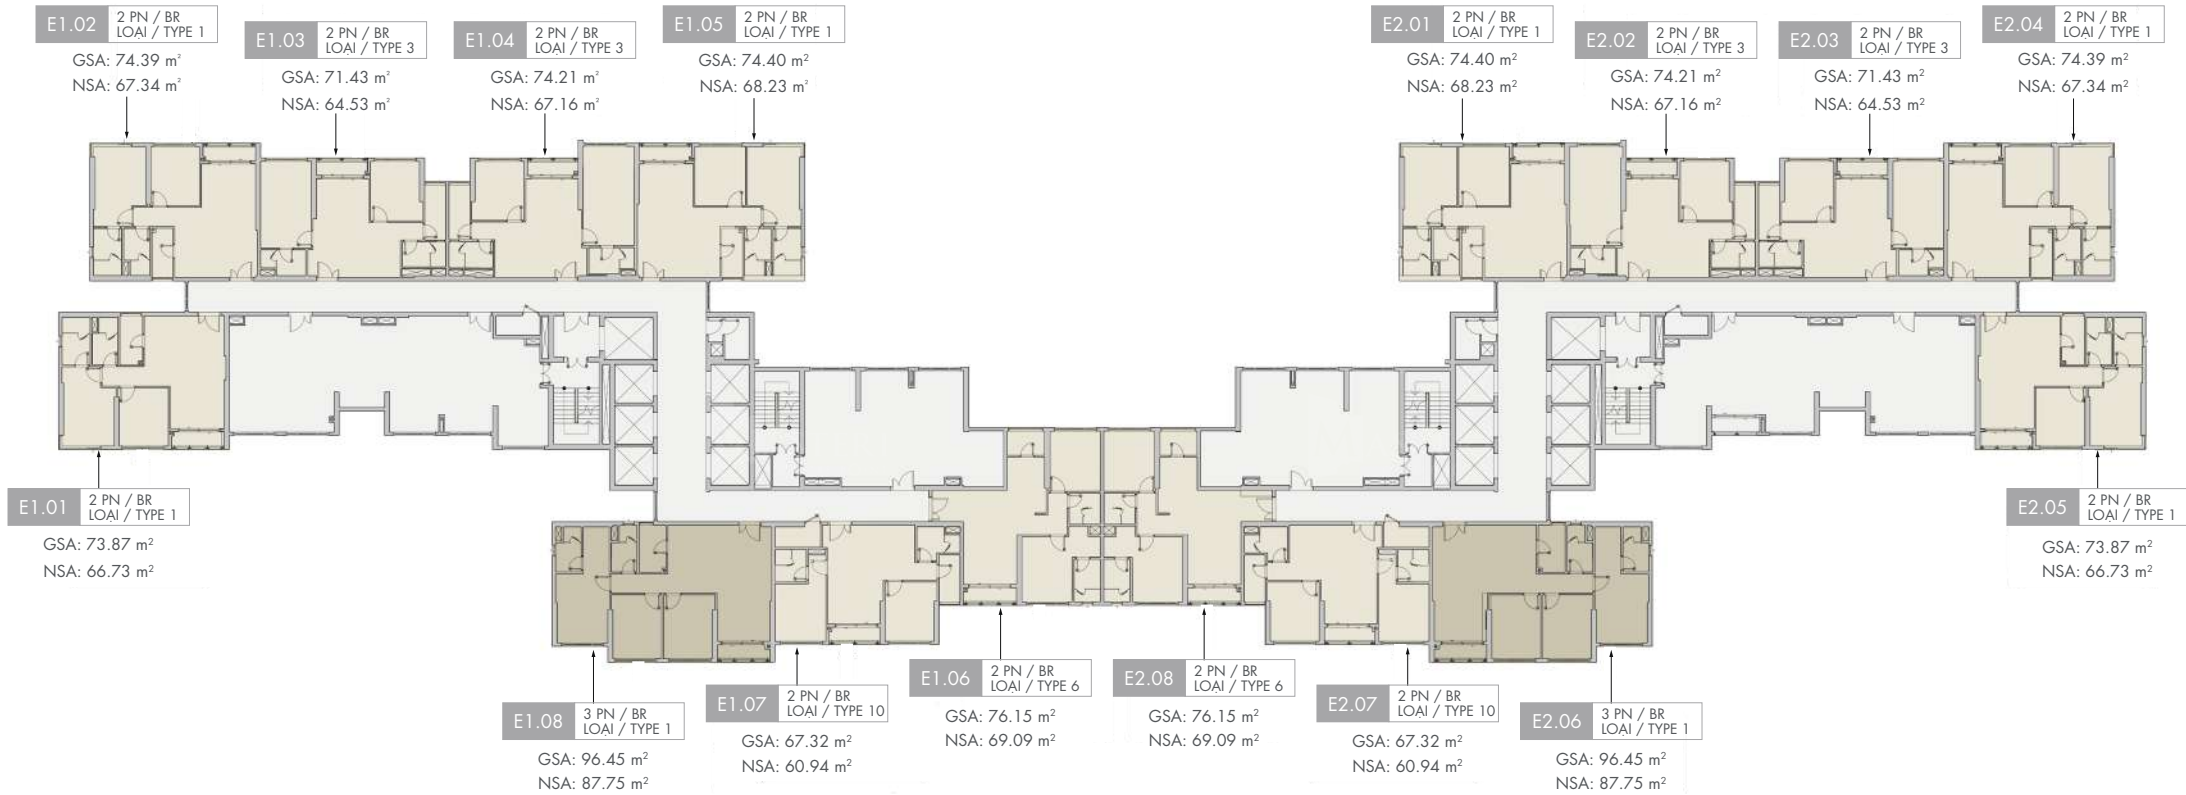 E1.02
2 PN / BR
LOẠI / TYPE 1
GSA: 74.39 m²
NSA: 67.34 m²
E1.03
2 PN / BR
LOẠI / TYPE 3
GSA: 71.43 m²
NSA: 64.53 m²
E1.04
2 PN / BR
LOẠI / TYPE 3
GSA: 74.21 m²
NSA: 67.16 m²
E1.05
2 PN / BR
LOẠI / TYPE 1
GSA: 74.40 m²
NSA: 68.23 m²
E2.01
2 PN / BR
LOẠI / TYPE 1
GSA: 74.40 m²
NSA: 68.23 m²
E2.02
2 PN / BR
LOẠI / TYPE 3
GSA: 74.21 m²
NSA: 67.16 m²
E2.03
2 PN / BR
LOẠI / TYPE 3
GSA: 71.43 m²
NSA: 64.53 m²
E2.04
2 PN / BR
LOẠI / TYPE 1
GSA: 74.39 m²
NSA: 67.34 m²
E1.01
2 PN / BR
LOẠI / TYPE 1
GSA: 73.87 m²
NSA: 66.73 m²
E2.05
2 PN / BR
LOẠI / TYPE 1
GSA: 73.87 m²
NSA: 66.73 m²
E1.08
3 PN / BR
LOẠI / TYPE 1
GSA: 96.45 m²
NSA: 87.75 m²
E1.07
2 PN / BR
LOẠI / TYPE 10
GSA: 67.32 m²
NSA: 60.94 m²
E1.06
2 PN / BR
LOẠI / TYPE 6
GSA: 76.15 m²
NSA: 69.09 m²
E2.08
2 PN / BR
LOẠI / TYPE 6
GSA: 76.15 m²
NSA: 69.09 m²
E2.07
2 PN / BR
LOẠI / TYPE 10
GSA: 67.32 m²
NSA: 60.94 m²
E2.06
3 PN / BR
LOẠI / TYPE 1
GSA: 96.45 m²
NSA: 87.75 m²